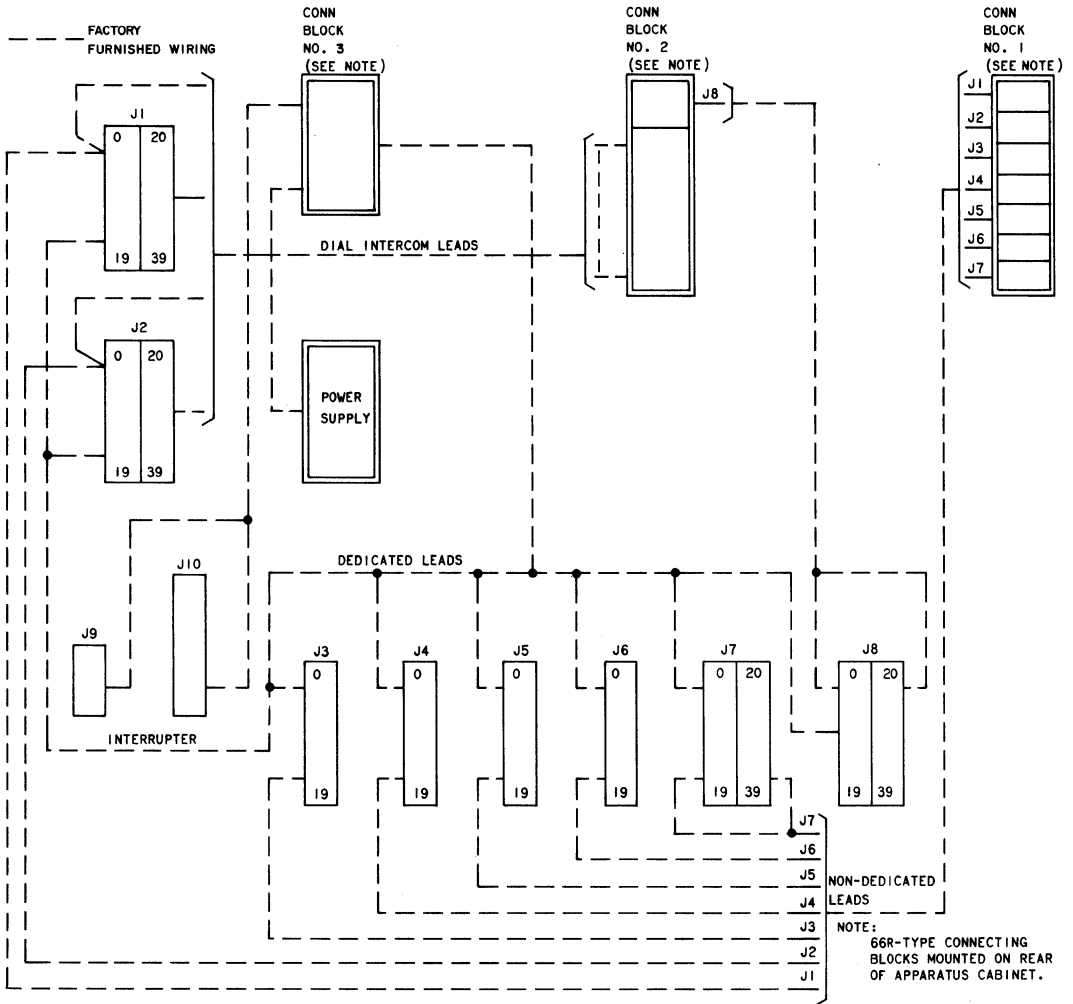 FACTORY
FURNISHED WIRING
CONN
BLOCK
NO. 3
(SEE NOTE)
CONN
BLOCK
NO. 2
(SEE NOTE)
CONN
BLOCK
NO. 1
(SEE NOTE)
J8
J1
J2
J3
J4
J5
J6
J7
J1
0 20
19 39
DIAL INTERCOM LEADS
J2
0 20
19 39
POWER
SUPPLY
DEDICATED LEADS
J9
J10
INTERRUPTER
J3
0
19
J4
0
19
J5
0
19
J6
0
19
J7
0 20
19 39
J8
0 20
19 39
J7
J6
J5
J4
J3
J2
J1
NON-DEDICATED
LEADS
NOTE:
66R-TYPE CONNECTING
BLOCKS MOUNTED ON REAR
OF APPARATUS CABINET.